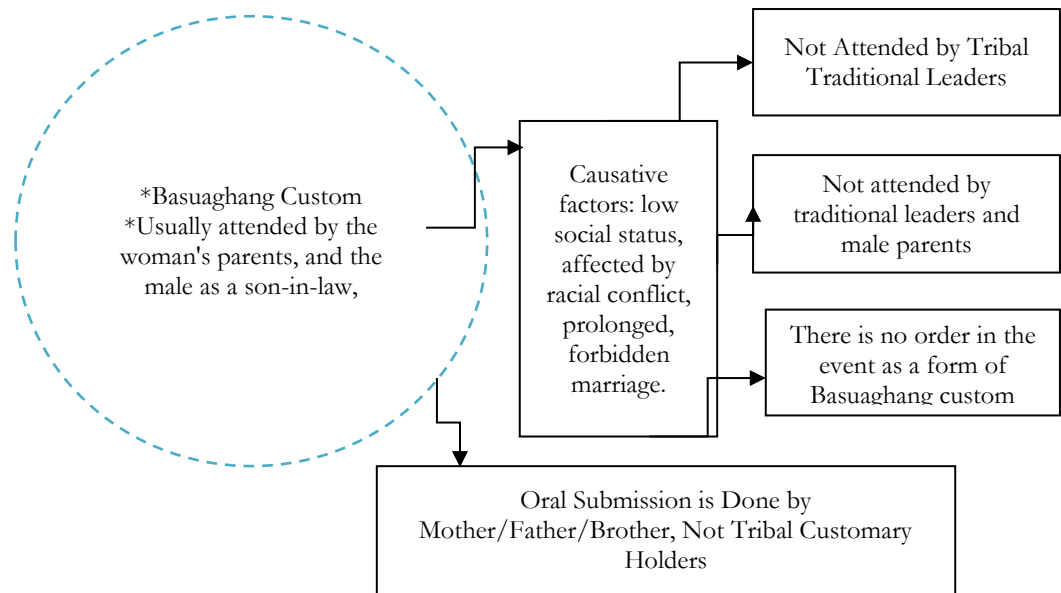 *Basuaghang Custom
*Usually attended by the
woman's parents, and the
male as a son-in-law,
Causative
factors: low
social status,
affected by
racial conflict,
prolonged,
forbidden
marriage.
Not Attended by Tribal
Traditional Leaders
Not attended by
traditional leaders and
male parents
There is no order in the
event as a form of
Basuaghang custom
Oral Submission is Done by
Mother/Father/Brother, Not Tribal Customary
Holders